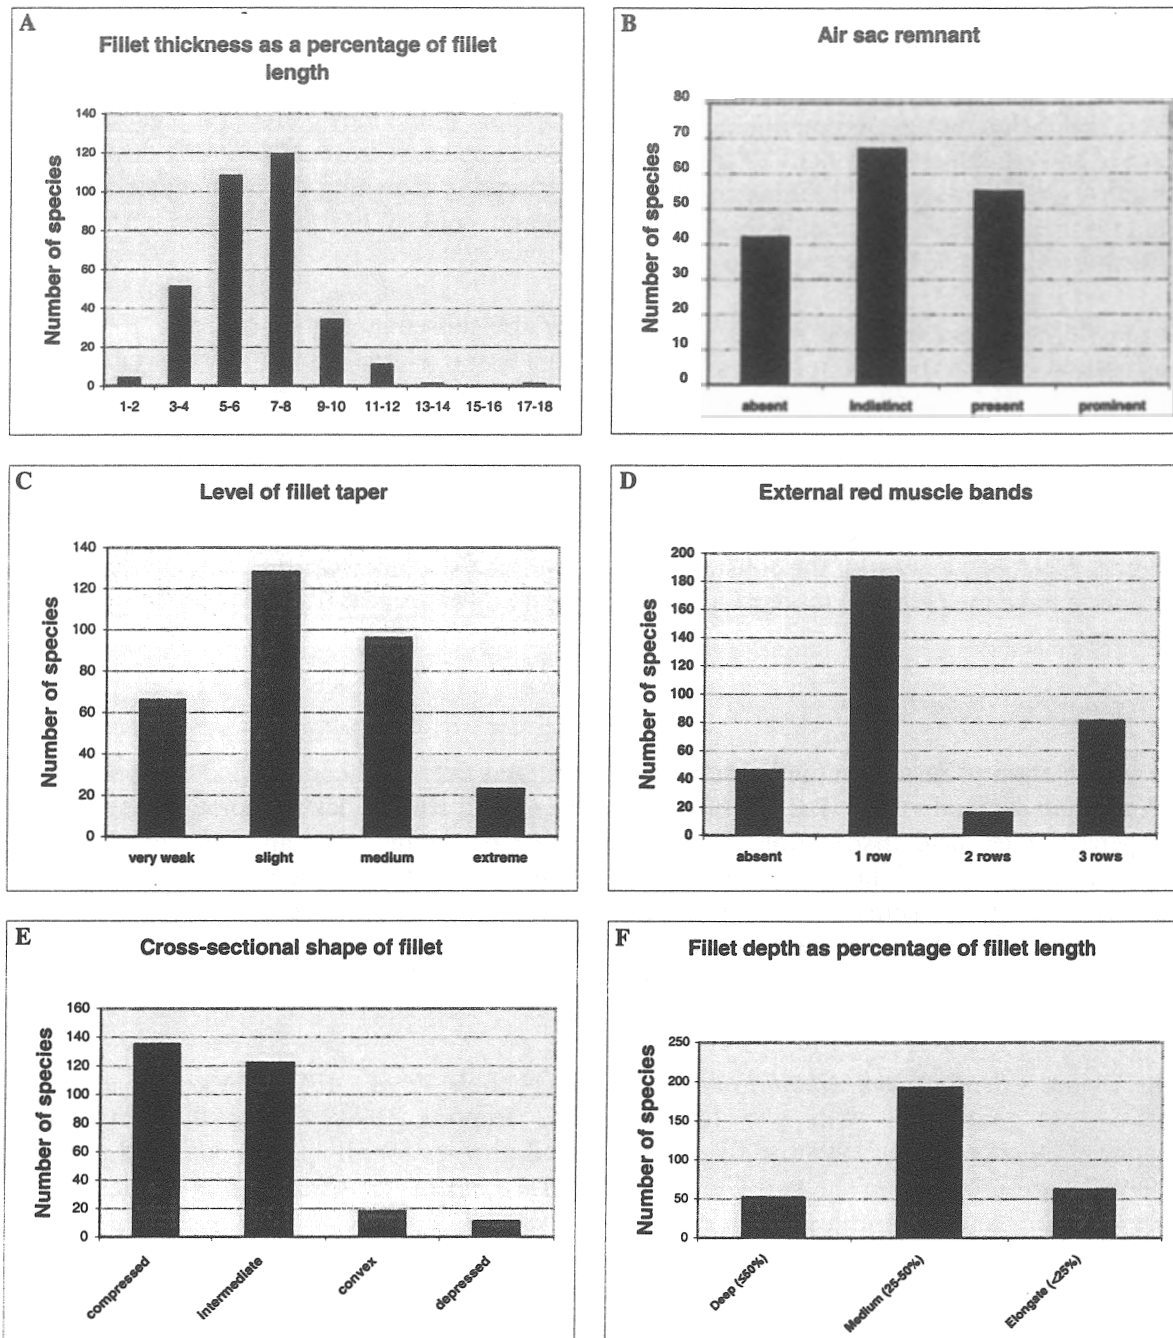 A
Fillet thickness as a percentage of fillet
length
Number of species
140
120
100
80
60
40
20
0
1-2 3-4 5-6 7-8 9-10 11-12 13-14 15-16 17-18
B
Air sac remnant
Number of species
80
70
60
50
40
30
20
10
0
absent indistinct present prominent
C
Level of fillet taper
Number of species
140
120
100
80
60
40
20
0
very weak slight medium extreme
D
External red muscle bands
Number of species
200
180
160
140
120
100
80
60
40
20
0
absent 1 row 2 rows 3 rows
E
Cross-sectional shape of fillet
Number of species
160
140
120
100
80
60
40
20
0
compressed
intermediate
convex
depressed
F
Fillet depth as percentage of fillet length
Number of species
250
200
150
100
50
0
Deep (≤50%)
Medium (25-50%)
Elongate (<25%)